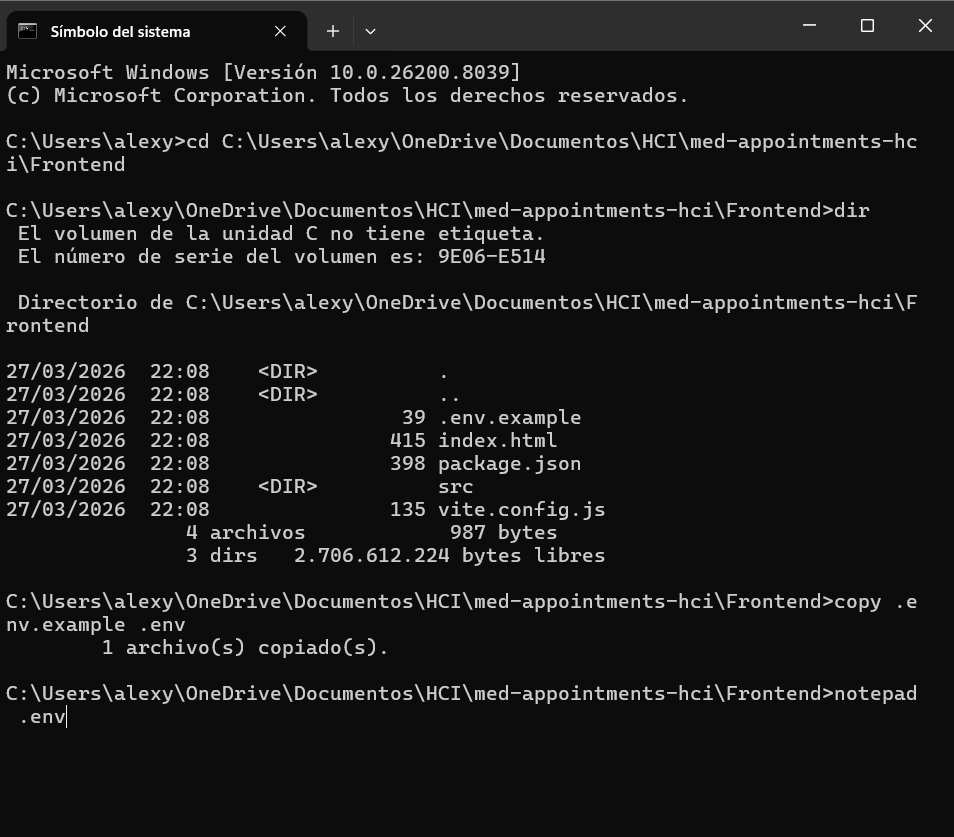 Símbolo del sistema
Microsoft Windows [Versión 10.0.26200.8039]
(c) Microsoft Corporation. Todos los derechos reservados.
C:\Users\alexy>cd C:\Users\alexy\OneDrive\Documentos\HCI\med-appointments-hc
i\Frontend
C:\Users\alexy\OneDrive\Documentos\HCI\med-appointments-hci\Frontend>dir
 El volumen de la unidad C no tiene etiqueta.
 El número de serie del volumen es: 9E06-E514
 Directorio de C:\Users\alexy\OneDrive\Documentos\HCI\med-appointments-hci\F
rontend
27/03/2026  22:08    <DIR>          .
27/03/2026  22:08    <DIR>          ..
27/03/2026  22:08                39 .env.example
27/03/2026  22:08               415 index.html
27/03/2026  22:08               398 package.json
27/03/2026  22:08    <DIR>          src
27/03/2026  22:08               135 vite.config.js
               4 archivos            987 bytes
               3 dirs   2.706.612.224 bytes libres
C:\Users\alexy\OneDrive\Documentos\HCI\med-appointments-hci\Frontend>copy .e
nv.example .env
        1 archivo(s) copiado(s).
C:\Users\alexy\OneDrive\Documentos\HCI\med-appointments-hci\Frontend>notepad
 .env